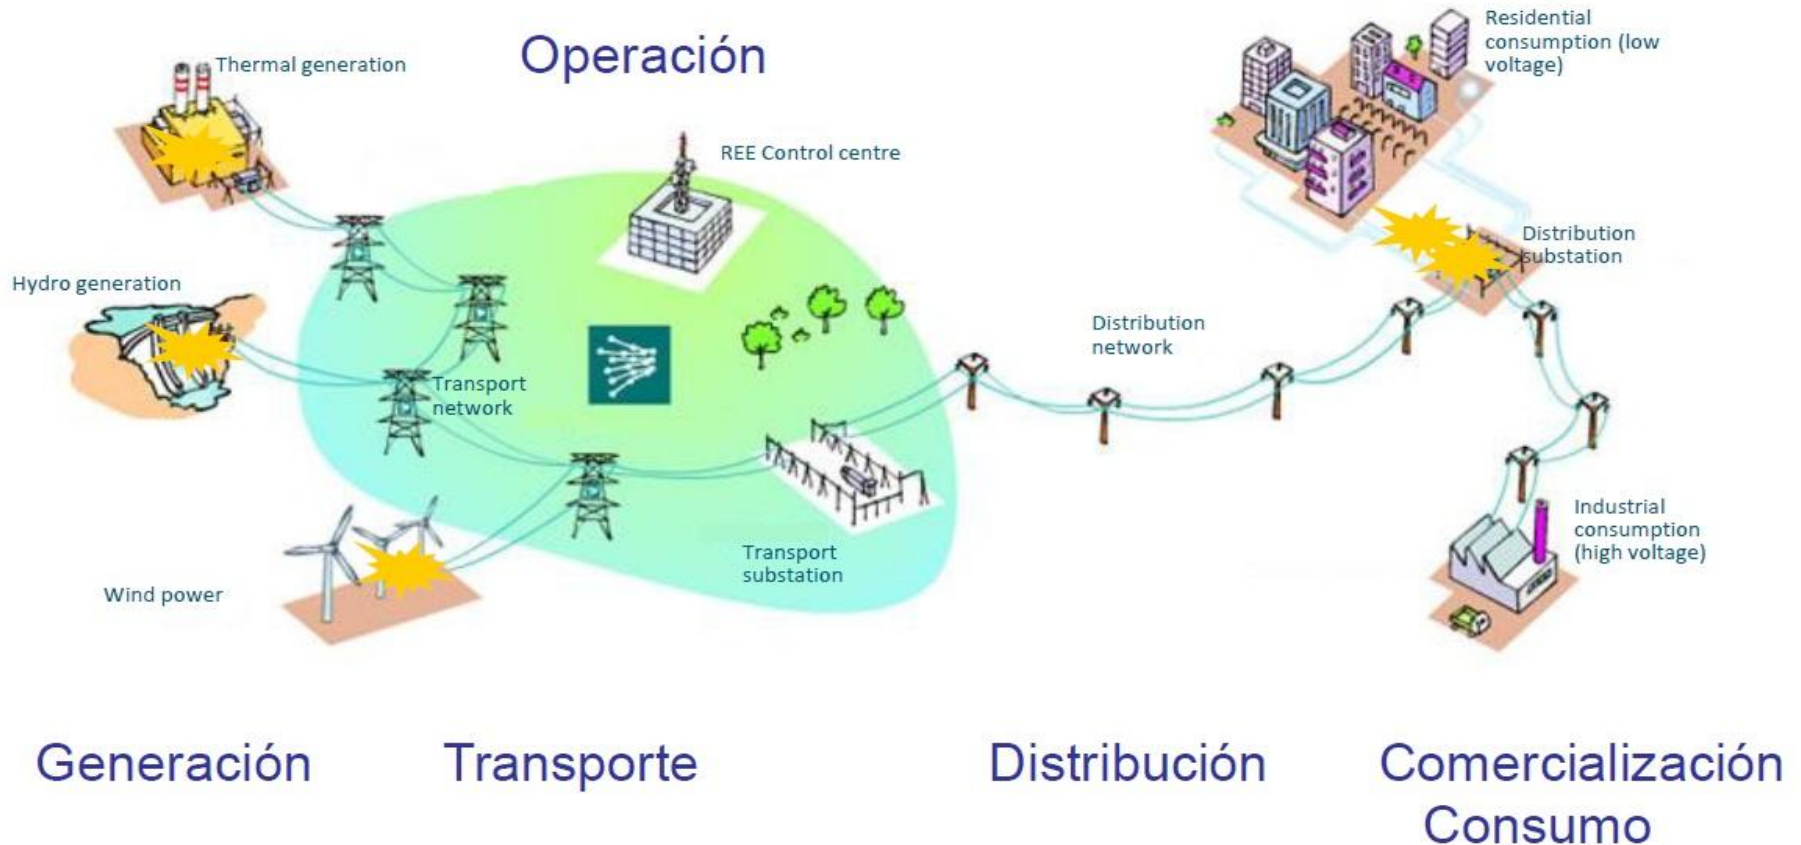 Operación
Thermal generation
REE Control centre
Residential
consumption (low
voltage)
Hydro generation
Distribution
substation
Distribution
network
Transport
network
Industrial
consumption
(high voltage)
Transport
substation
Wind power
Generación
Transporte
Distribución
Comercialización
Consumo